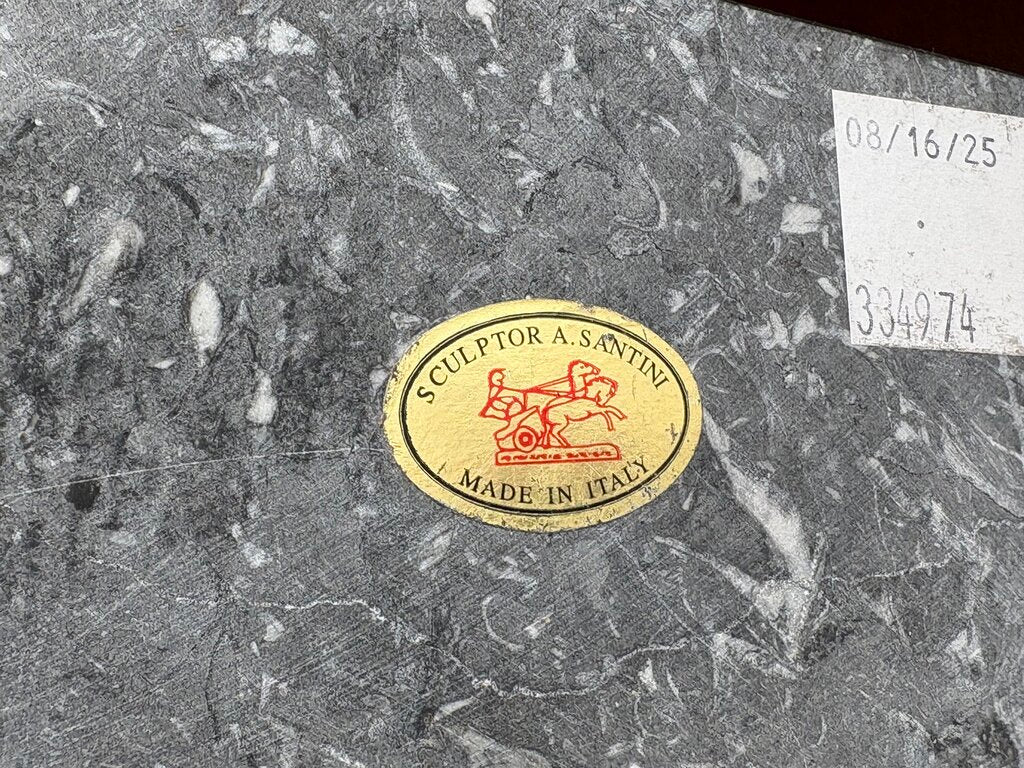 08/16/25
334974
SCULPTOR A. SANTINI
MADE IN ITALY